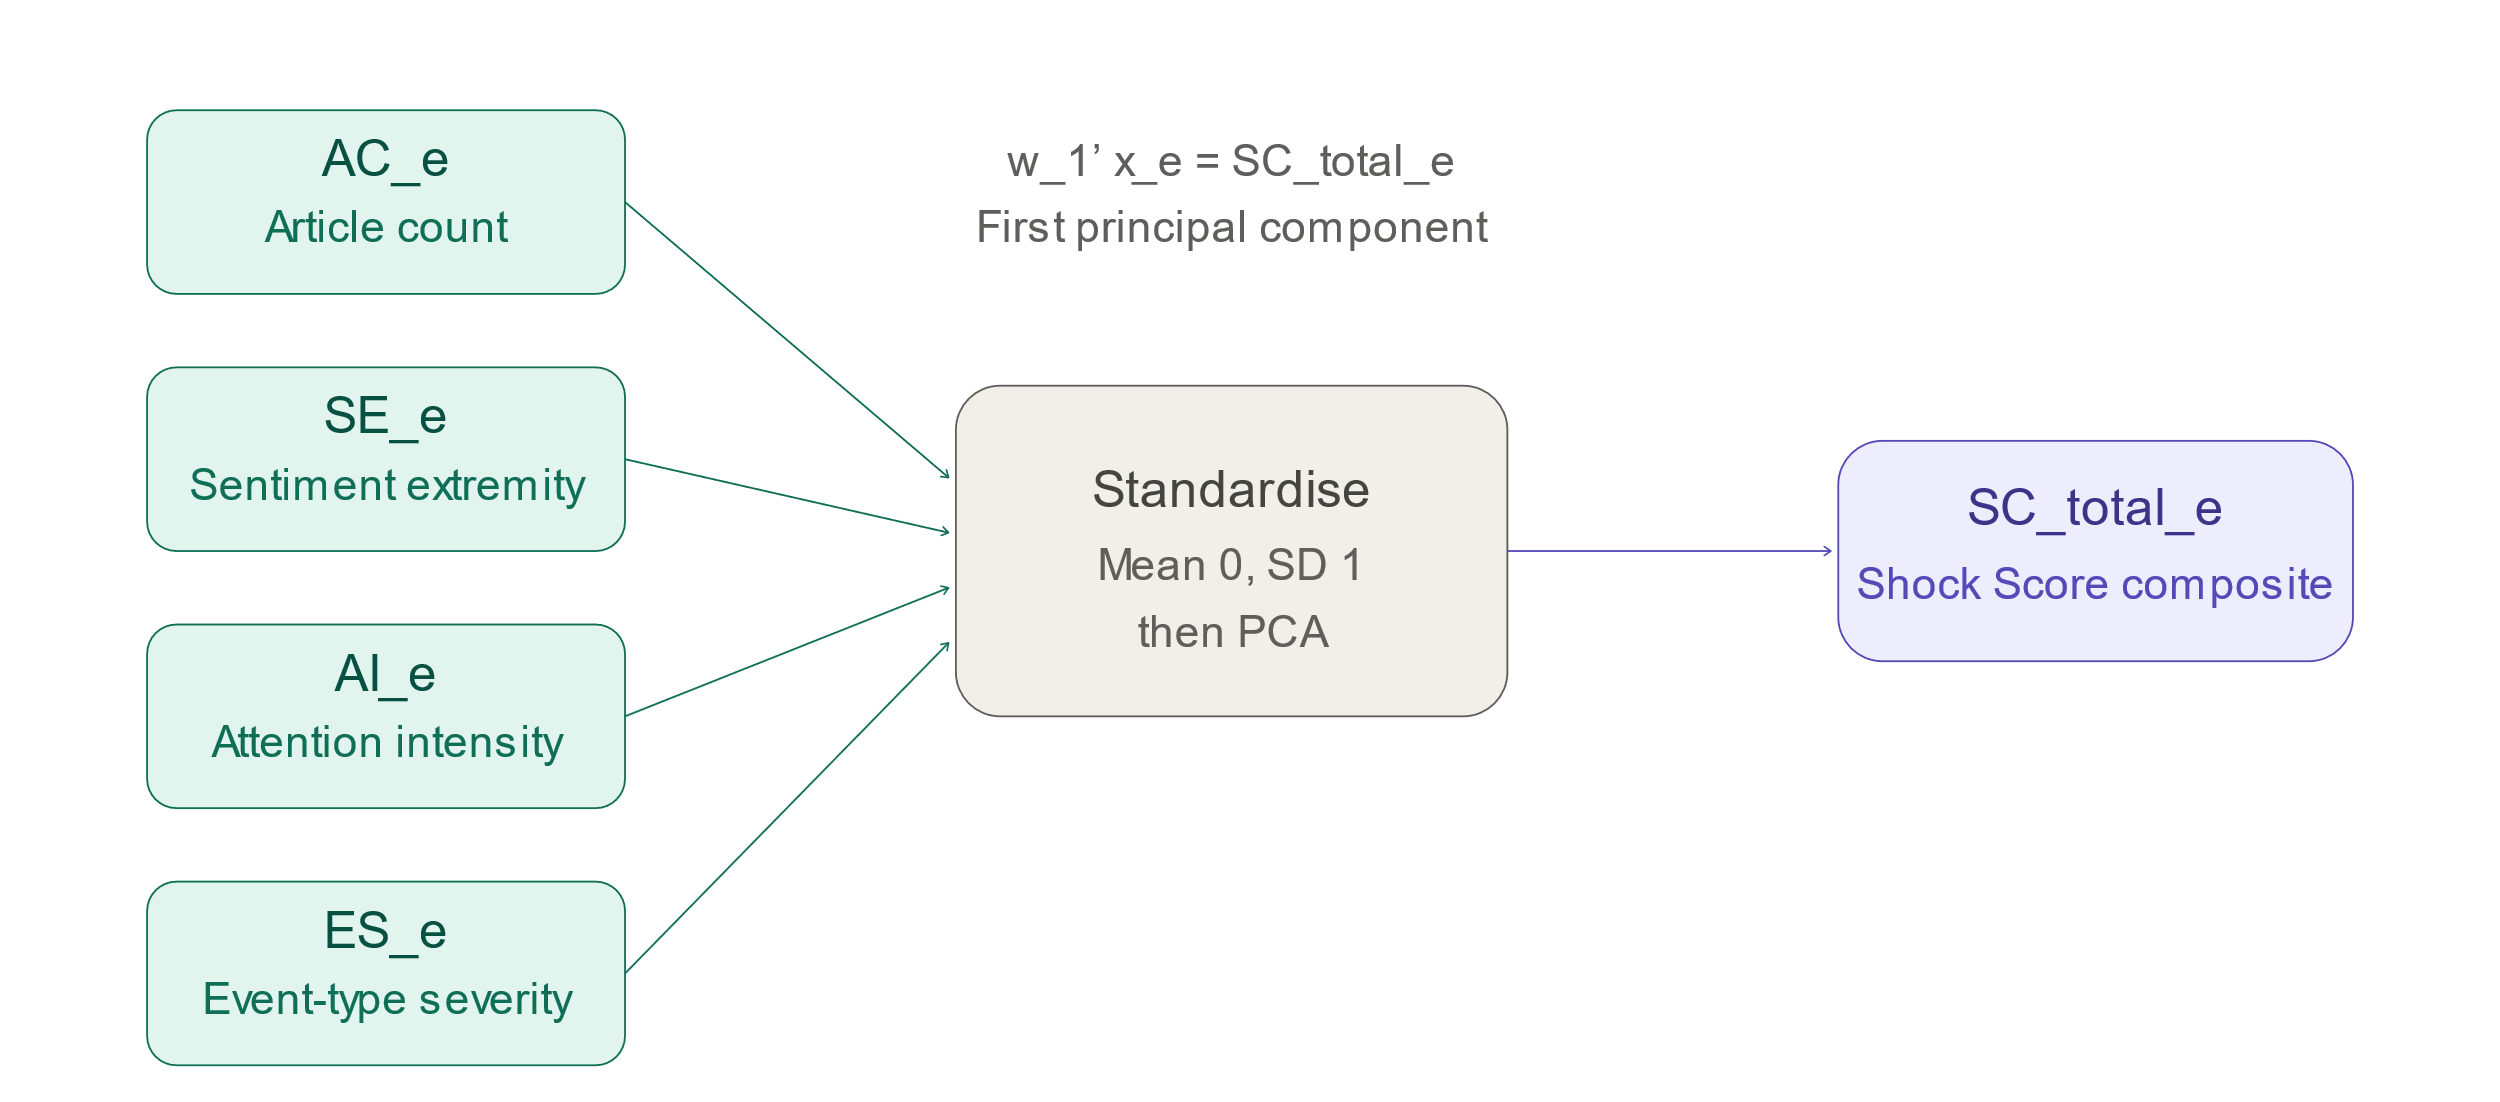 AC_e
Article count
SE_e
Sentiment extremity
AI_e
Attention intensity
ES_e
Event-type severity
w_1’ x_e = SC_total_e
First principal component
Standardise
Mean 0, SD 1
then PCA
SC_total_e
Shock Score composite